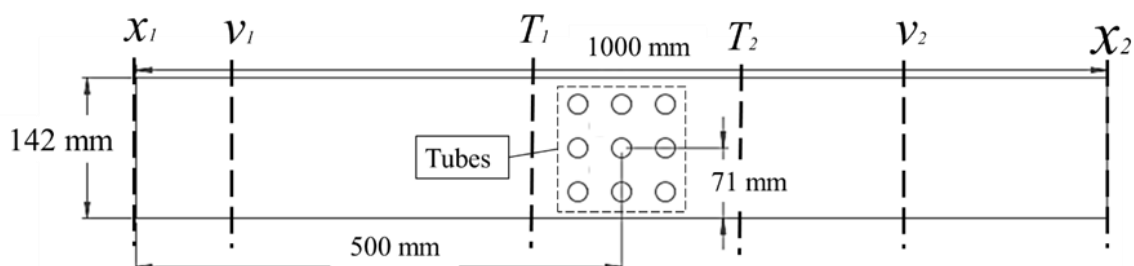 x₁ v₁ T₁ T₂ v₂ x₂
1000 mm
142 mm
Tubes
71 mm
500 mm